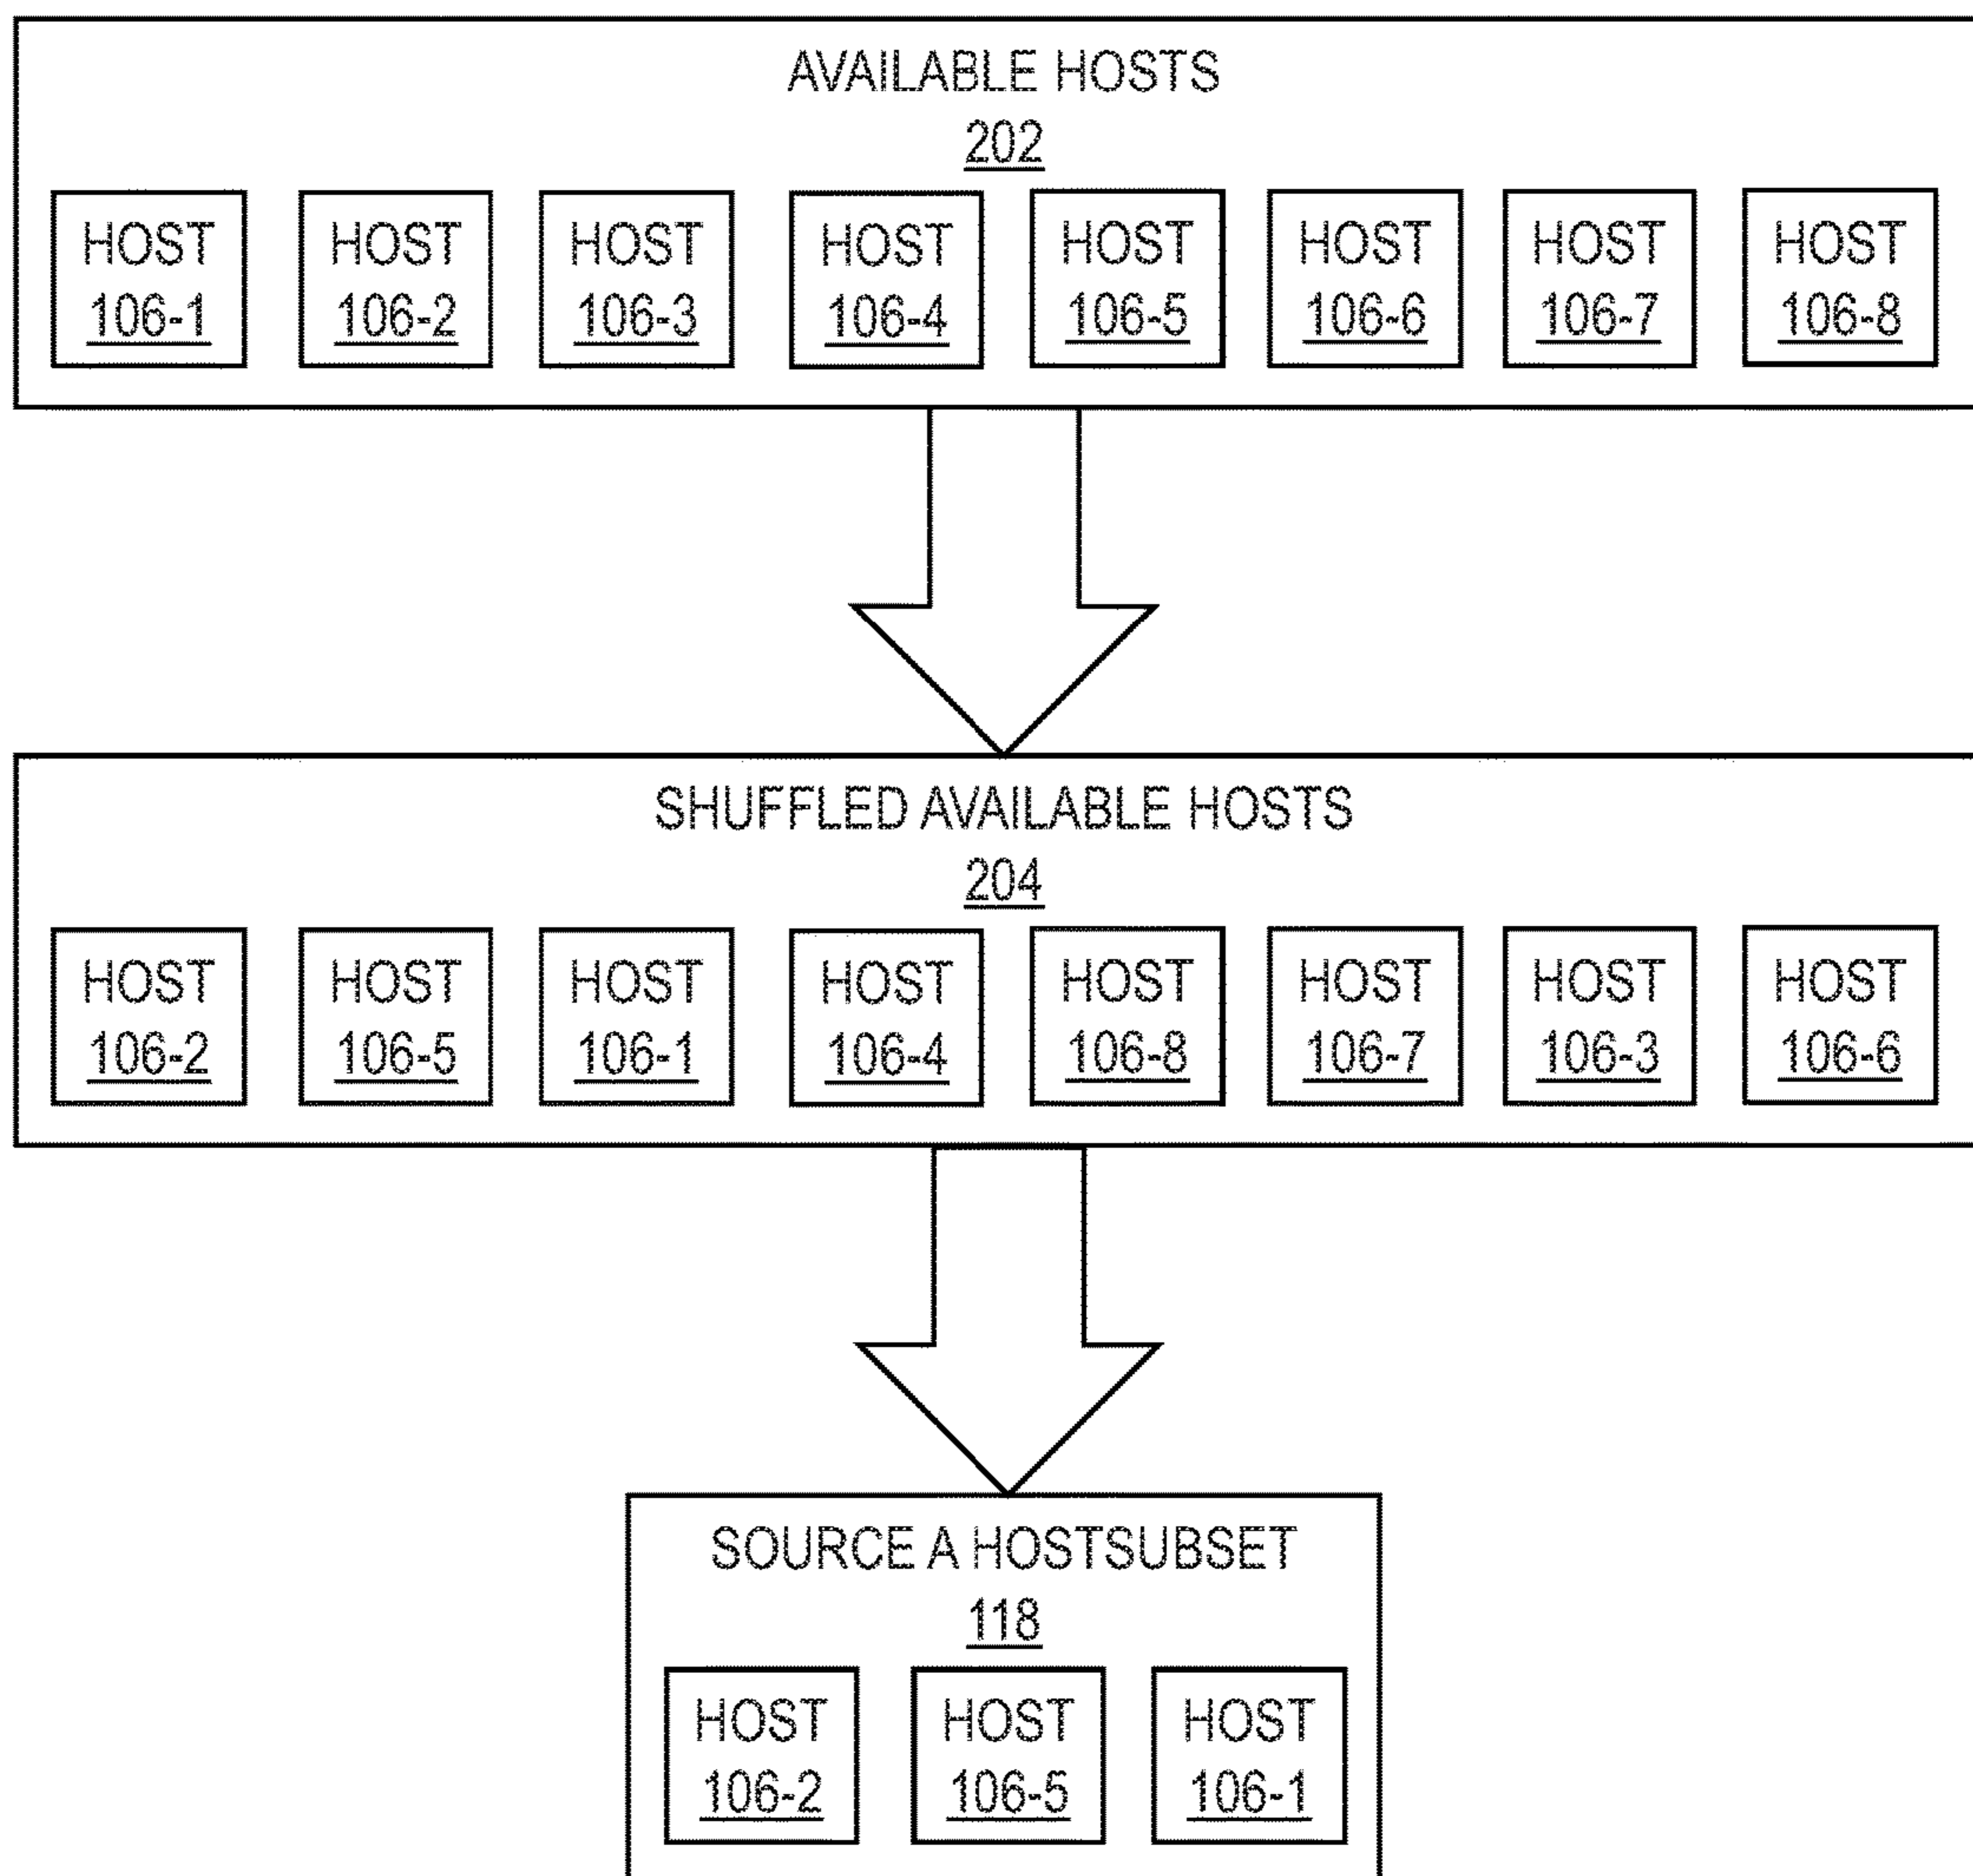 AVAILABLE HOSTS
202
HOST HOST HOST HOST HOST HOST HOST HOST
106-1 106-2 106-3 106-4 106-5 106-6 106-7 106-8
SHUFFLED AVAILABLE HOSTS
204
HOST HOST HOST HOST HOST HOST HOST HOST
106-2 106-5 106-1 106-4 106-8 106-7 106-3 106-6
SOURCE A HOSTSUBSET
118
HOST HOST HOST
106-2 106-5 106-1